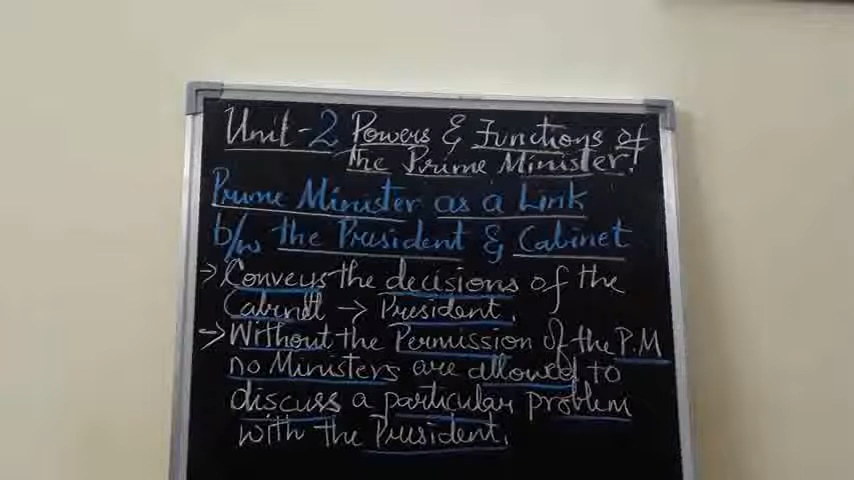 Unit-2 Powers & Functions of
the Prime Minister.
Prime Minister as a Link
b/w the President & Cabinet
→ Conveys the decisions of the
Cabinet → President.
→ Without the Permission of the P.M
no Ministers are allowed to
discuss a particular problem
with the President.